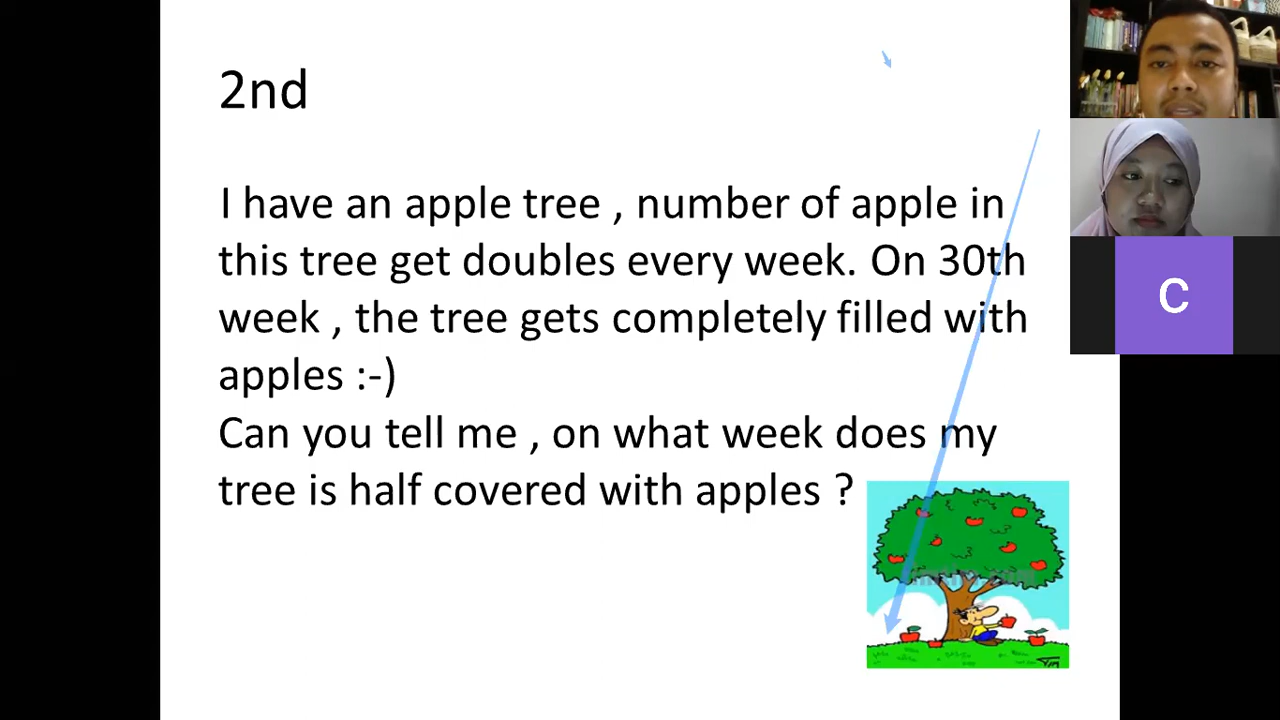 2nd
I have an apple tree , number of apple in
this tree get doubles every week. On 30th
week , the tree gets completely filled with
apples :-)
Can you tell me , on what week does my
tree is half covered with apples ?
C